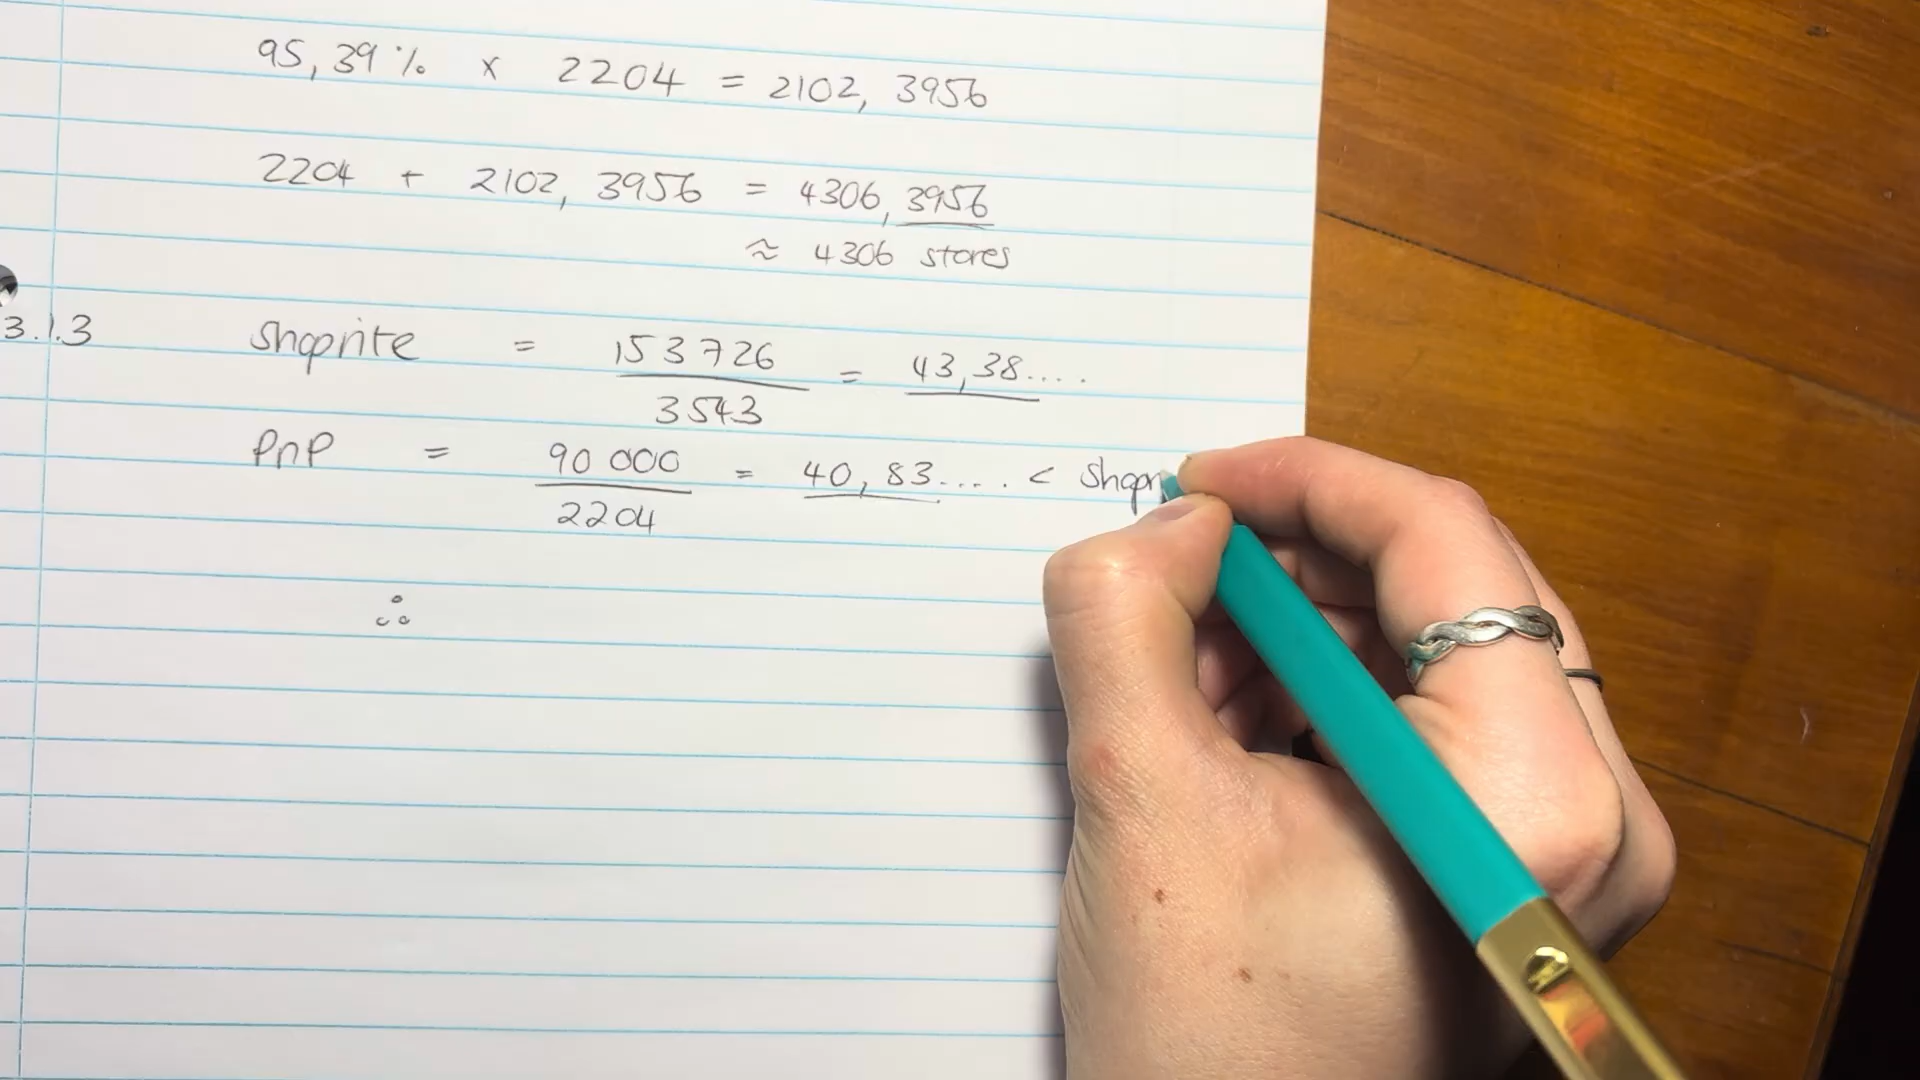 95,39% x 2204 = 2102,3956
2204 + 2102,3956 = 4306,3956
≈ 4306 stores
3.1.3 Shoprite = 153726 / 3543 = 43,38....
PnP = 90 000 / 2204 = 40,83.... < Shopr
∴